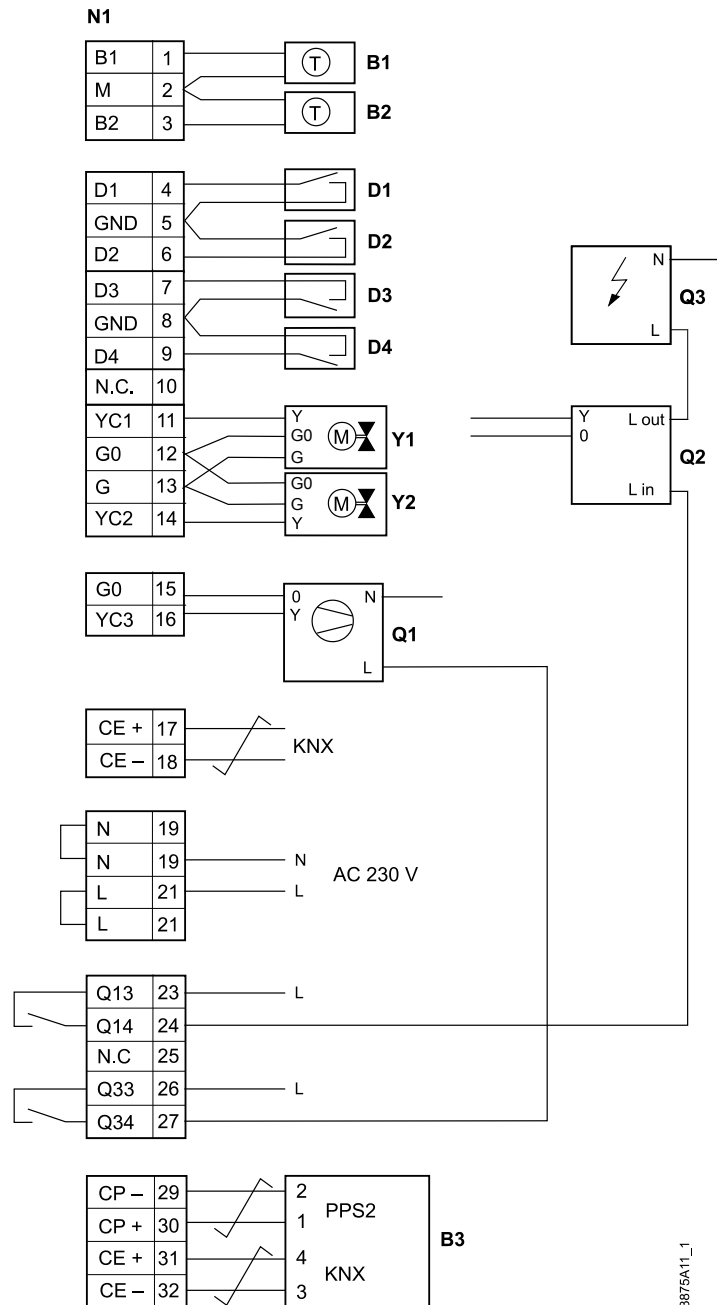 N1
B1 1
M 2
B2 3
T B1
T B2
D1 4
GND 5
D2 6
D3 7
GND 8
D4 9
N.C. 10
YC1 11
G0 12
G 13
YC2 14
D1
D2
D3
D4
Y
G0 M Y1
G
G0
G M Y2
Y
N
Q3
L
Y L out
0
Q2
L in
G0 15
YC3 16
0 N
Y
Q1
L
CE + 17
CE – 18
KNX
N 19
N 19 N
L 21 L
L 21
AC 230 V
Q13 23 L
Q14 24
N.C 25
Q33 26 L
Q34 27
CP – 29 2
CP + 30 1
PPS2
CE + 31 4
CE – 32 3
KNX
B3
3875A11_1